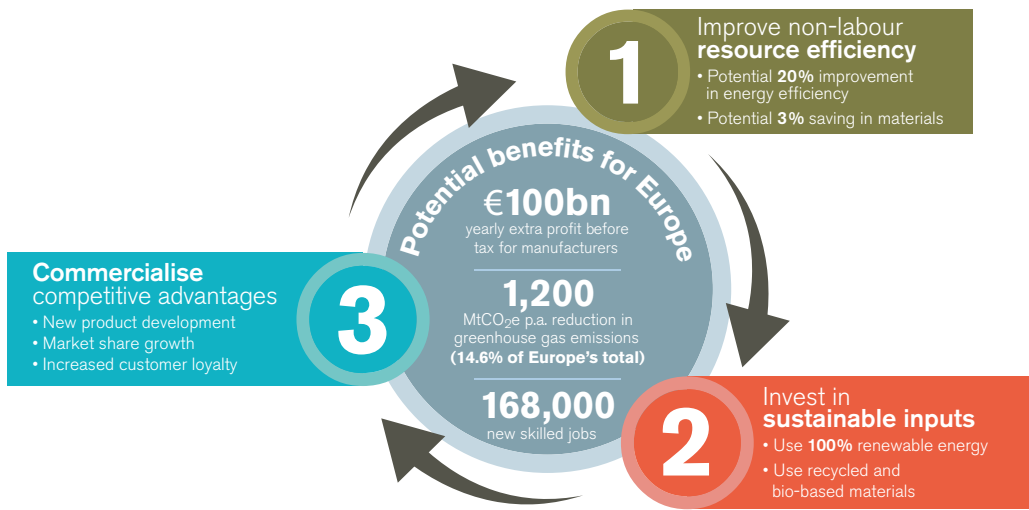 1
Improve non-labour
resource efficiency
• Potential 20% improvement
in energy efficiency
• Potential 3% saving in materials
Potential benefits for Europe
€100bn
yearly extra profit before
tax for manufacturers
1,200
MtCO₂e p.a. reduction in
greenhouse gas emissions
(14.6% of Europe's total)
168,000
new skilled jobs
2
Invest in
sustainable inputs
• Use 100% renewable energy
• Use recycled and
bio-based materials
3
Commercialise
competitive advantages
• New product development
• Market share growth
• Increased customer loyalty